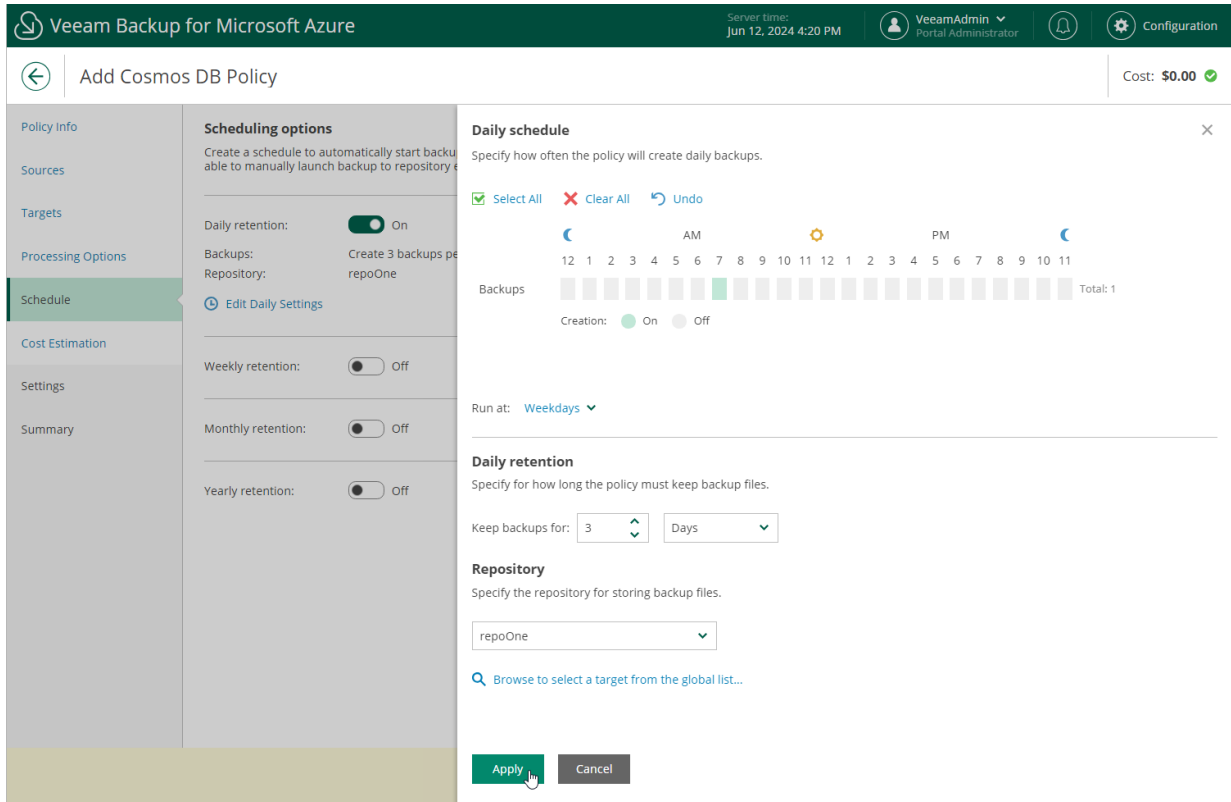 Veeam Backup for Microsoft Azure
Server time:
Jun 12, 2024 4:20 PM
VeeamAdmin
Portal Administrator
Configuration
Add Cosmos DB Policy
Cost: $0.00
Policy Info
Sources
Targets
Processing Options
Schedule
Cost Estimation
Settings
Summary
Scheduling options
Create a schedule to automatically start backu
able to manually launch backup to repository e
Daily retention: On
Backups: Create 3 backups pe
Repository: repoOne
Edit Daily Settings
Weekly retention: Off
Monthly retention: Off
Yearly retention: Off
Daily schedule
Specify how often the policy will create daily backups.
Select All Clear All Undo
AM PM
12 1 2 3 4 5 6 7 8 9 10 11 12 1 2 3 4 5 6 7 8 9 10 11
Backups Total: 1
Creation: On Off
Run at: Weekdays
Daily retention
Specify for how long the policy must keep backup files.
Keep backups for: 3 Days
Repository
Specify the repository for storing backup files.
repoOne
Browse to select a target from the global list...
Apply Cancel